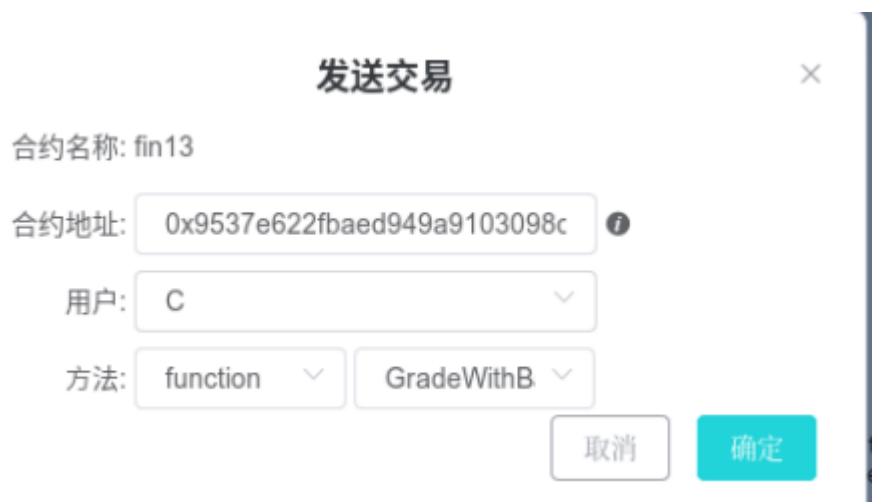 发送交易
合约名称: fin13
合约地址: 0x9537e622fbaed949a9103098c
用户: C
方法: function GradeWithB
取消 确定